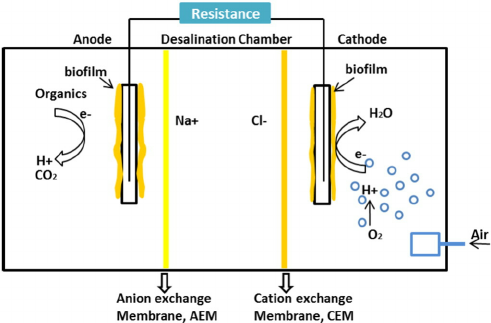 Resistance
Anode
Desalination Chamber
Cathode
biofilm
biofilm
Organics
e-
H+
CO₂
Na+
Cl-
H₂O
e-
H+
O₂
Air
Anion exchange
Membrane, AEM
Cation exchange
Membrane, CEM